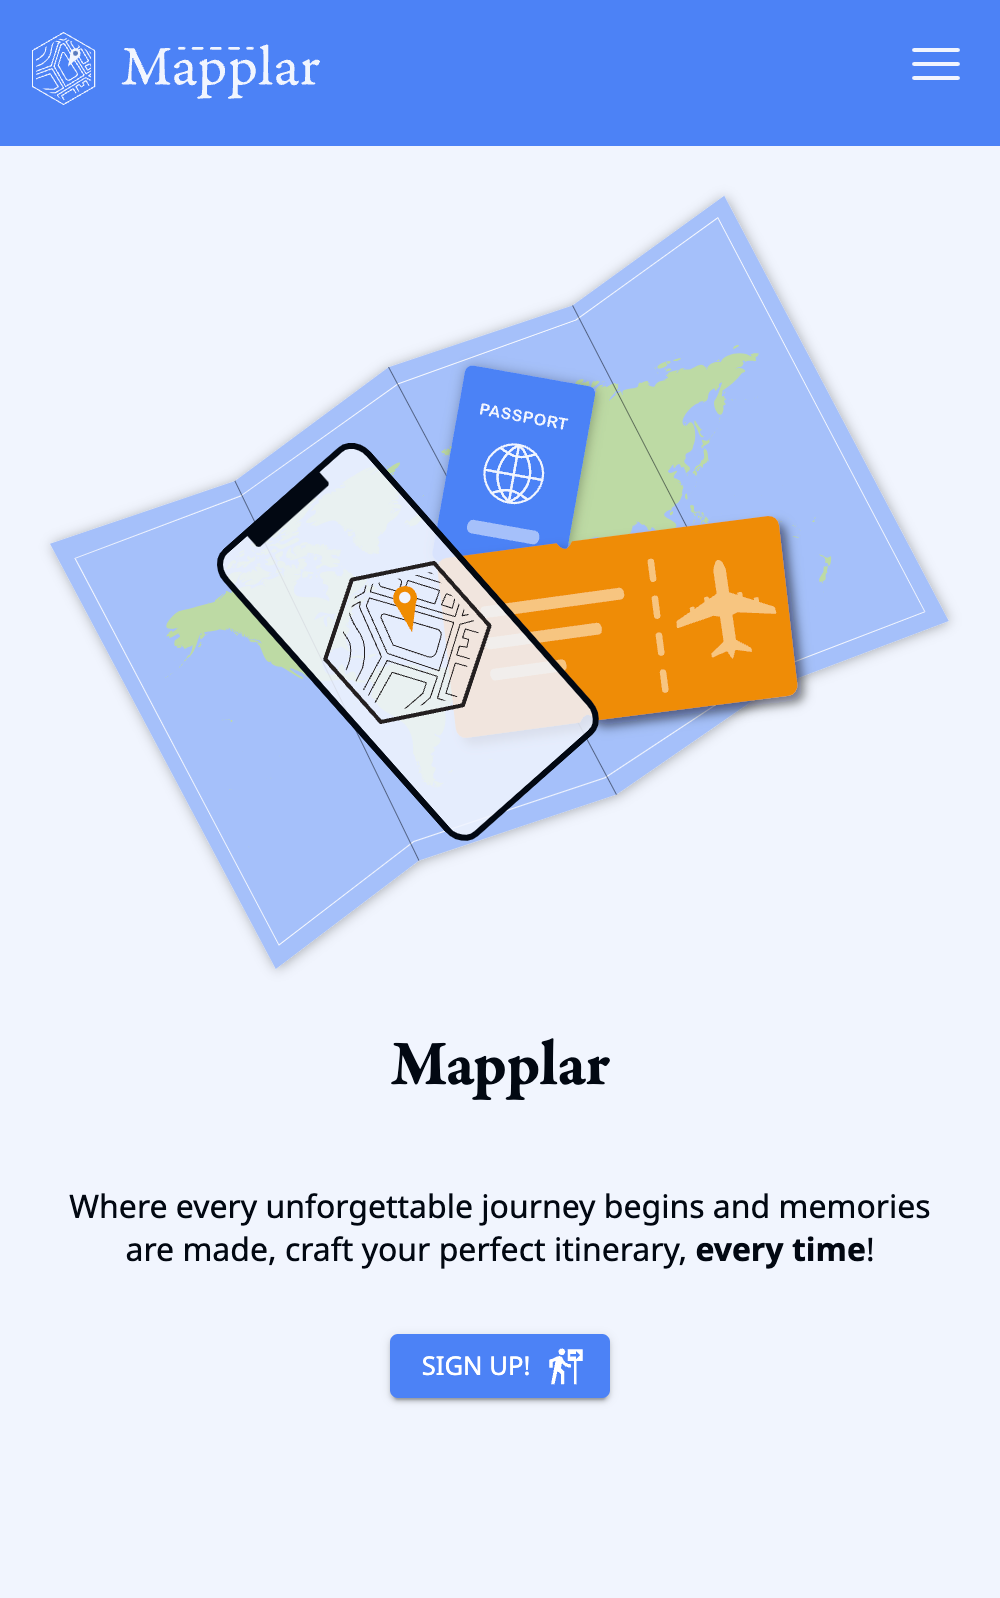 Mapplar
PASSPORT
Mapplar
Where every unforgettable journey begins and memories
are made, craft your perfect itinerary, every time!
SIGN UP!